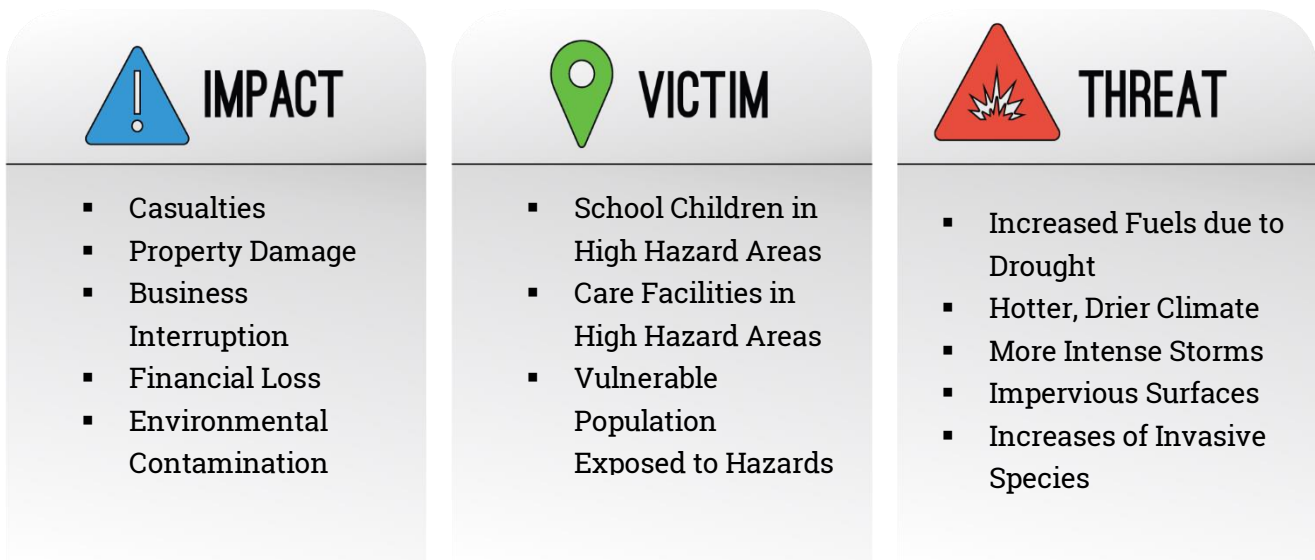 IMPACT
▪ Casualties
▪ Property Damage
▪ Business
Interruption
▪ Financial Loss
▪ Environmental
Contamination
VICTIM
▪ School Children in
High Hazard Areas
▪ Care Facilities in
High Hazard Areas
▪ Vulnerable
Population
Exposed to Hazards
THREAT
▪ Increased Fuels due to
Drought
▪ Hotter, Drier Climate
▪ More Intense Storms
▪ Impervious Surfaces
▪ Increases of Invasive
Species